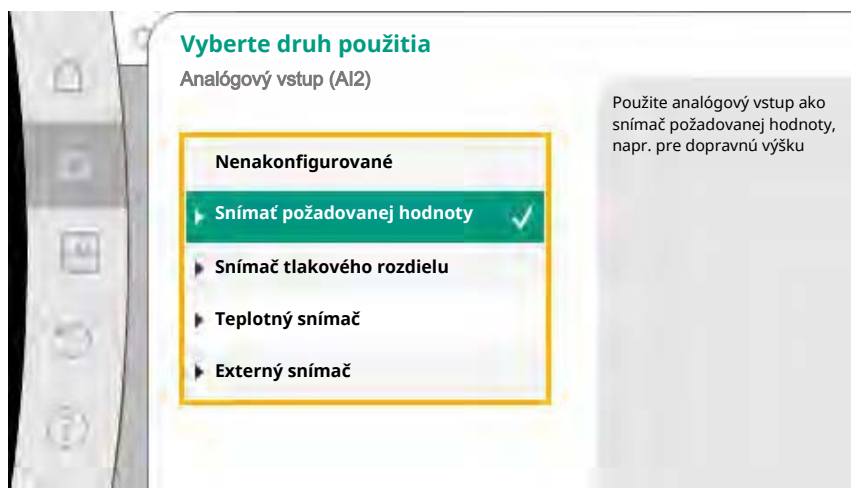 Vyberte druh použitia
Analógový vstup (AI2)
Nenakonfigurované
Snímať požadovanej hodnoty
Snímač tlakového rozdielu
Teplotný snímač
Externý snímač
Použite analógový vstup ako
snímač požadovanej hodnoty,
napr. pre dopravnú výšku